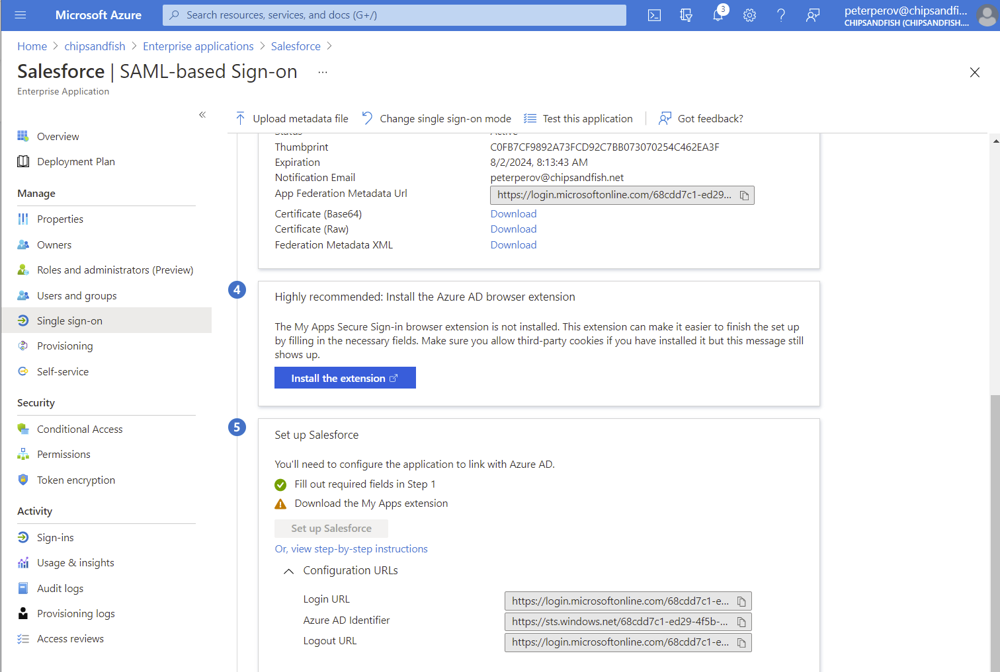 Microsoft Azure
Search resources, services, and docs (G+/)
3
peterperov@chipsandfi...
CHIPSANDFISH (CHIPSANDFISH....
Home > chipsandfish > Enterprise applications > Salesforce >
Salesforce | SAML-based Sign-on ...
Enterprise Application
Upload metadata file
Change single sign-on mode
Test this application
Got feedback?
Overview
Deployment Plan
Manage
Properties
Owners
Roles and administrators (Preview)
Users and groups
Single sign-on
Provisioning
Self-service
Security
Conditional Access
Permissions
Token encryption
Activity
Sign-ins
Usage & insights
Audit logs
Provisioning logs
Access reviews
Status Active
Thumbprint C0FB7CF9892A73FCD92C7BB073070254C462EA3F
Expiration 8/2/2024, 8:13:43 AM
Notification Email peterperov@chipsandfish.net
App Federation Metadata Url https://login.microsoftonline.com/68cdd7c1-ed29...
Certificate (Base64) Download
Certificate (Raw) Download
Federation Metadata XML Download
4
Highly recommended: Install the Azure AD browser extension
The My Apps Secure Sign-in browser extension is not installed. This extension can make it easier to finish the set up
by filling in the necessary fields. Make sure you allow third-party cookies if you have installed it but this message still
shows up.
Install the extension
5
Set up Salesforce
You'll need to configure the application to link with Azure AD.
Fill out required fields in Step 1
Download the My Apps extension
Set up Salesforce
Or, view step-by-step instructions
Configuration URLs
Login URL https://login.microsoftonline.com/68cdd7c1-e...
Azure AD Identifier https://sts.windows.net/68cdd7c1-ed29-4f5b-...
Logout URL https://login.microsoftonline.com/68cdd7c1-e...